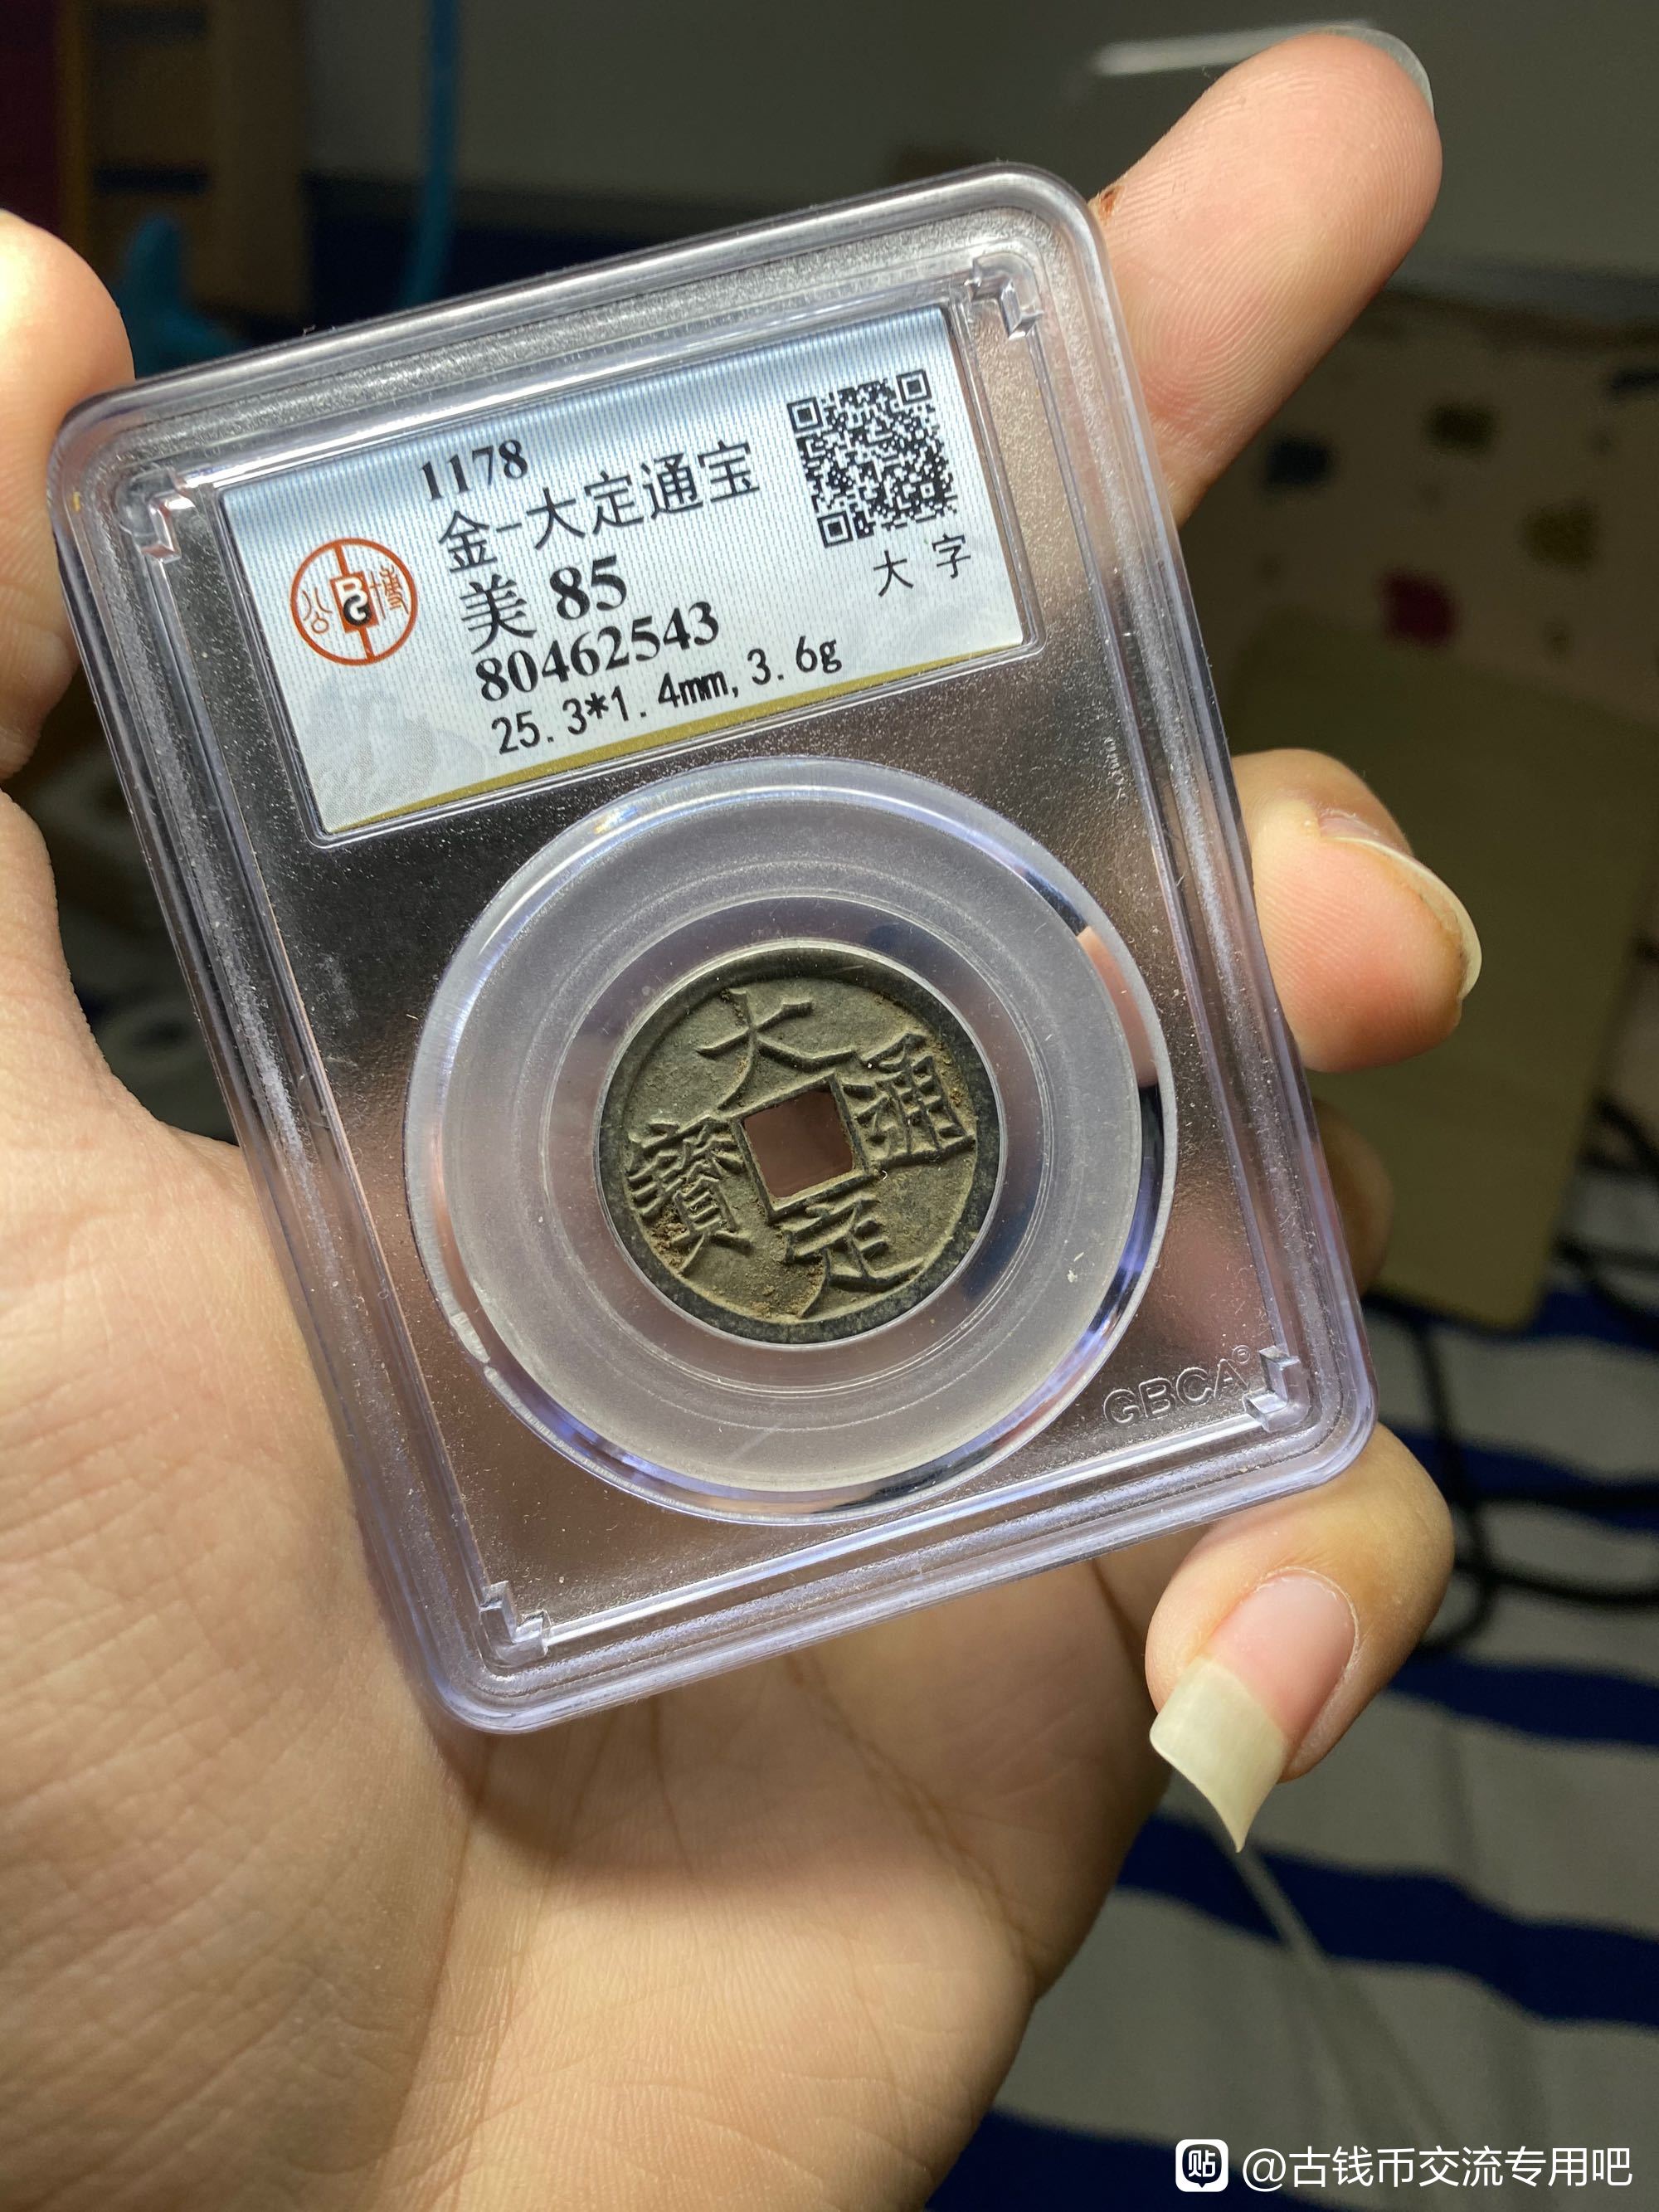 1178
金-大定通宝
美 85
80462543
25.3*1.4mm,3.6g
大 字
公博
大定通寶
GBCA
贴 @古钱币交流专用吧